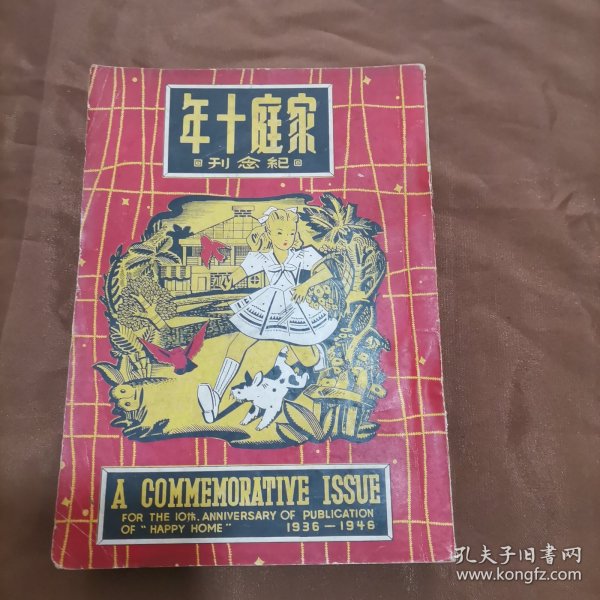 家庭十年
紀念刊
A COMMEMORATIVE ISSUE
FOR THE 10th. ANNIVERSARY OF PUBLICATION
OF "HAPPY HOME" 1936-1946
孔夫子旧书网
www.kongfz.com